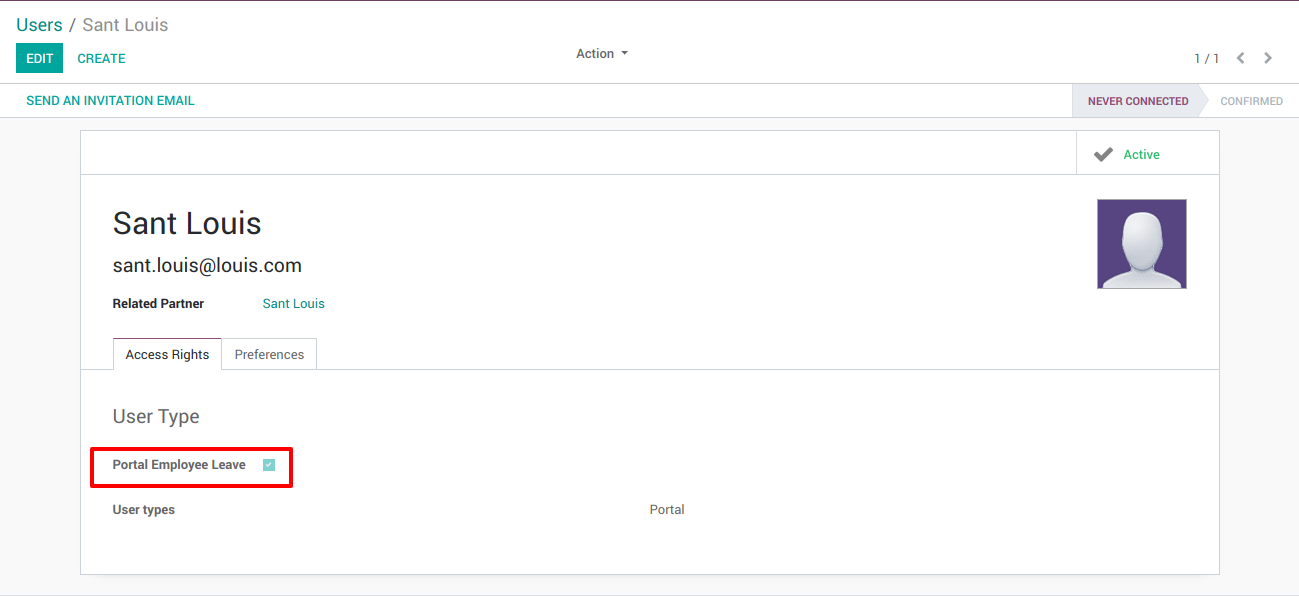 Users / Sant Louis
EDIT CREATE
Action
1 / 1
SEND AN INVITATION EMAIL
NEVER CONNECTED
CONFIRMED
Active
Sant Louis
sant.louis@louis.com
Related Partner Sant Louis
Access Rights Preferences
User Type
Portal Employee Leave
User types Portal